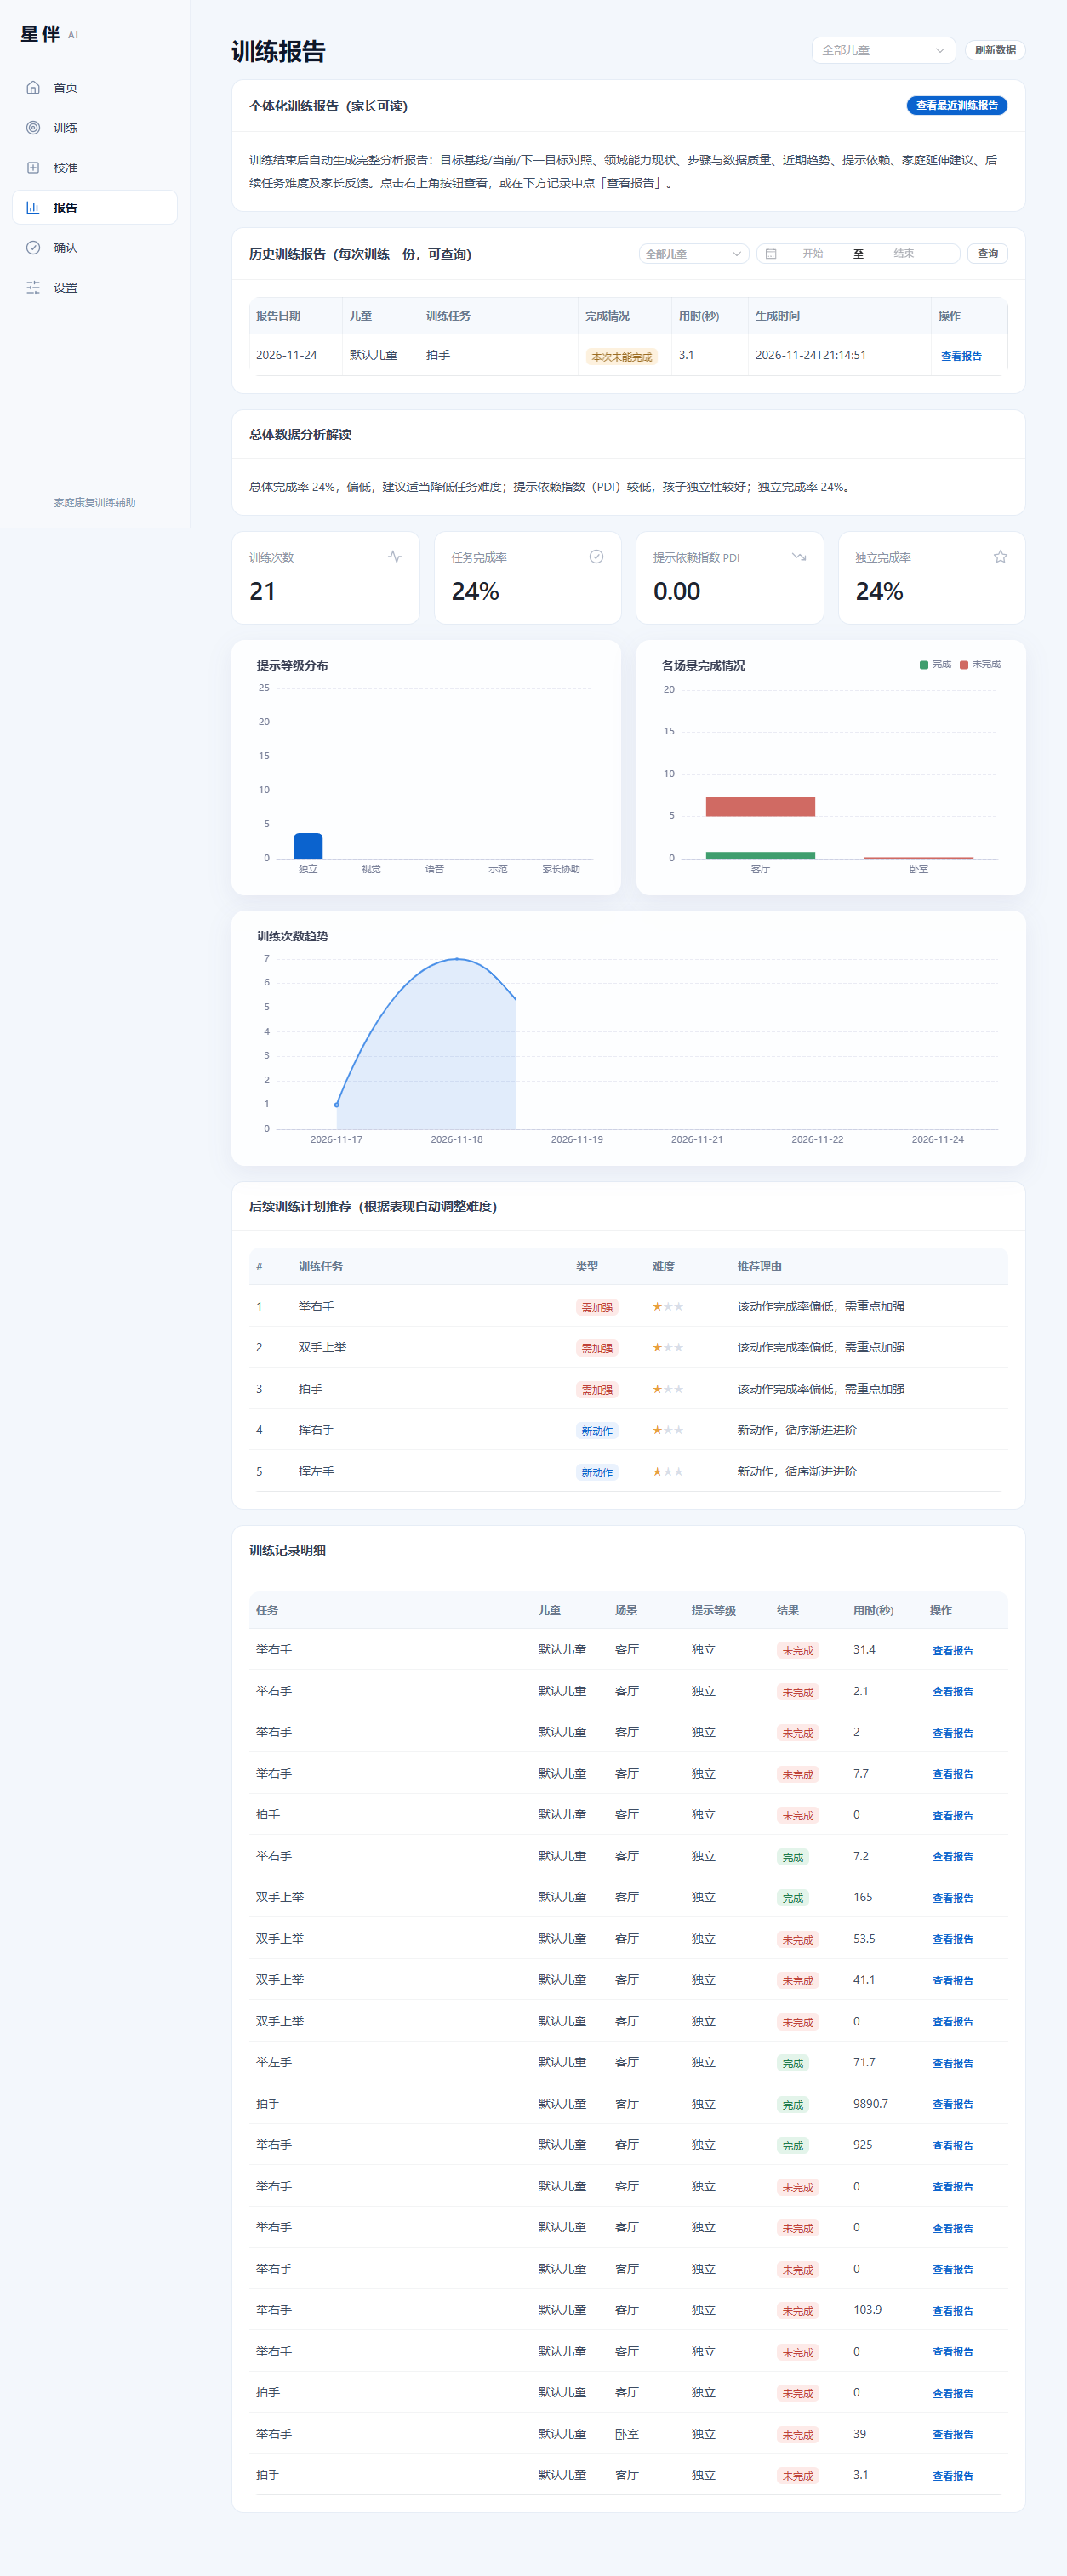 星伴 AI
首页
训练
校准
报告
确认
设置
家庭康复训练辅助
训练报告
全部儿童
刷新数据
个体化训练报告（家长可读）
查看最近训练报告
训练结束后自动生成完整分析报告：目标基线/当前/下一目标对照、领域能力现状、步骤与数据质量、近期趋势、提示依赖、家庭延伸建议、后
续任务难度及家长反馈。点击右上角按钮查看，或在下方记录中点「查看报告」。
历史训练报告（每次训练一份，可查询）
全部儿童 开始 至 结束 查询
报告日期 儿童 训练任务 完成情况 用时(秒) 生成时间 操作
2026-11-24 默认儿童 拍手 本次未能完成 3.1 2026-11-24T21:14:51 查看报告
总体数据分析解读
总体完成率 24%，偏低，建议适当降低任务难度；提示依赖指数（PDI）较低，孩子独立性较好；独立完成率 24%。
训练次数
21
任务完成率
24%
提示依赖指数 PDI
0.00
独立完成率
24%
提示等级分布
25
20
15
10
5
0
独立 视觉 语音 示范 家长协助
各场景完成情况
完成 未完成
20
15
10
5
0
客厅 卧室
训练次数趋势
7
6
5
4
3
2
1
0
2026-11-17 2026-11-18 2026-11-19 2026-11-21 2026-11-22 2026-11-24
后续训练计划推荐（根据表现自动调整难度）
# 训练任务 类型 难度 推荐理由
1 举右手 需加强 ★★★ 该动作完成率偏低，需重点加强
2 双手上举 需加强 ★★★ 该动作完成率偏低，需重点加强
3 拍手 需加强 ★★★ 该动作完成率偏低，需重点加强
4 挥右手 新动作 ★★★ 新动作，循序渐进进阶
5 挥左手 新动作 ★★★ 新动作，循序渐进进阶
训练记录明细
任务 儿童 场景 提示等级 结果 用时(秒) 操作
举右手 默认儿童 客厅 独立 未完成 31.4 查看报告
举右手 默认儿童 客厅 独立 未完成 2.1 查看报告
举右手 默认儿童 客厅 独立 未完成 2 查看报告
举右手 默认儿童 客厅 独立 未完成 7.7 查看报告
拍手 默认儿童 客厅 独立 未完成 0 查看报告
举右手 默认儿童 客厅 独立 完成 7.2 查看报告
双手上举 默认儿童 客厅 独立 完成 165 查看报告
双手上举 默认儿童 客厅 独立 未完成 53.5 查看报告
双手上举 默认儿童 客厅 独立 未完成 41.1 查看报告
双手上举 默认儿童 客厅 独立 未完成 0 查看报告
举左手 默认儿童 客厅 独立 完成 71.7 查看报告
拍手 默认儿童 客厅 独立 完成 9890.7 查看报告
举右手 默认儿童 客厅 独立 完成 925 查看报告
举右手 默认儿童 客厅 独立 未完成 0 查看报告
举右手 默认儿童 客厅 独立 未完成 0 查看报告
举右手 默认儿童 客厅 独立 未完成 0 查看报告
举右手 默认儿童 客厅 独立 未完成 103.9 查看报告
举右手 默认儿童 客厅 独立 未完成 0 查看报告
拍手 默认儿童 客厅 独立 未完成 0 查看报告
举右手 默认儿童 卧室 独立 未完成 39 查看报告
拍手 默认儿童 客厅 独立 未完成 3.1 查看报告